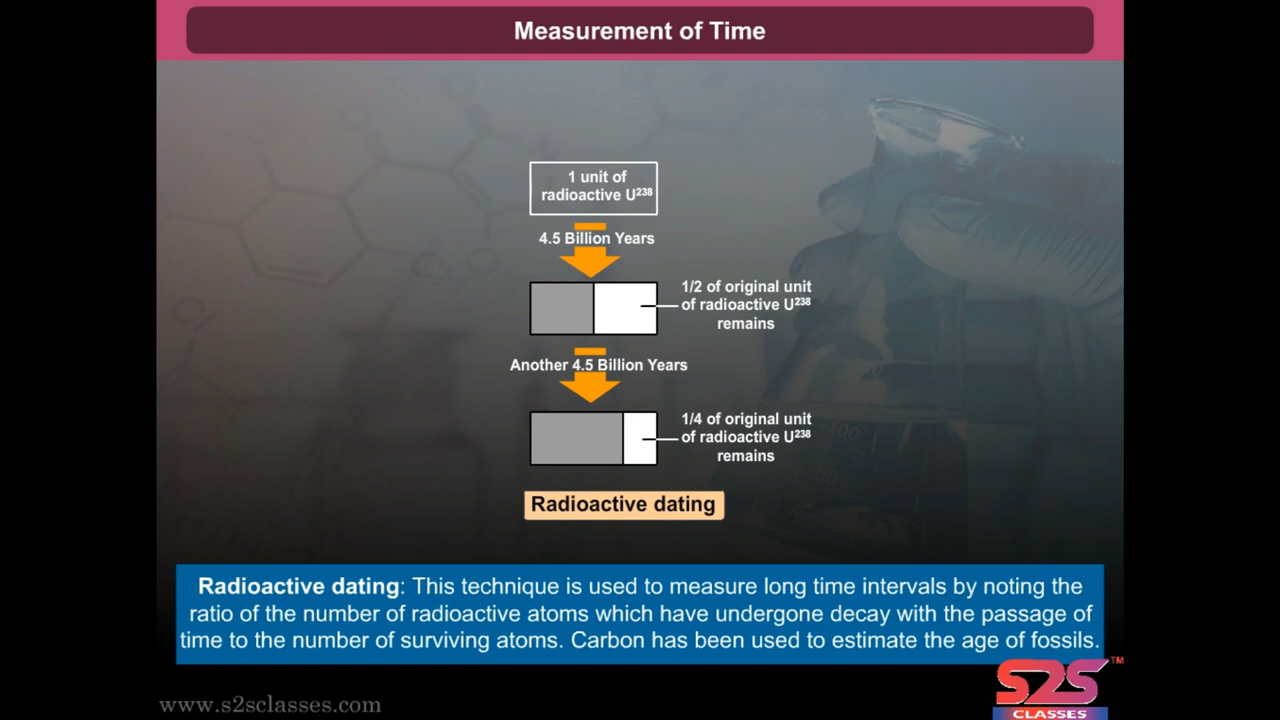 Measurement of Time
1 unit of
radioactive U²³⁸
4.5 Billion Years
1/2 of original unit
of radioactive U²³⁸
remains
Another 4.5 Billion Years
1/4 of original unit
of radioactive U²³⁸
remains
Radioactive dating
Radioactive dating: This technique is used to measure long time intervals by noting the
ratio of the number of radioactive atoms which have undergone decay with the passage of
time to the number of surviving atoms. Carbon has been used to estimate the age of fossils.
S2S™
CLASSES
www.s2sclasses.com